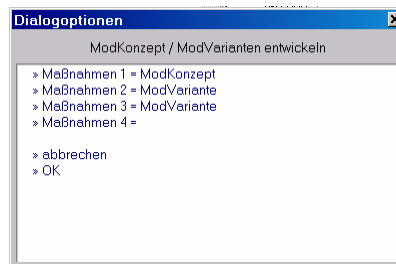 Dialogoptionen
ModKonzept / ModVarianten entwickeln
» Maßnahmen 1 = ModKonzept
» Maßnahmen 2 = ModVariante
» Maßnahmen 3 = ModVariante
» Maßnahmen 4 =
» abbrechen
» OK